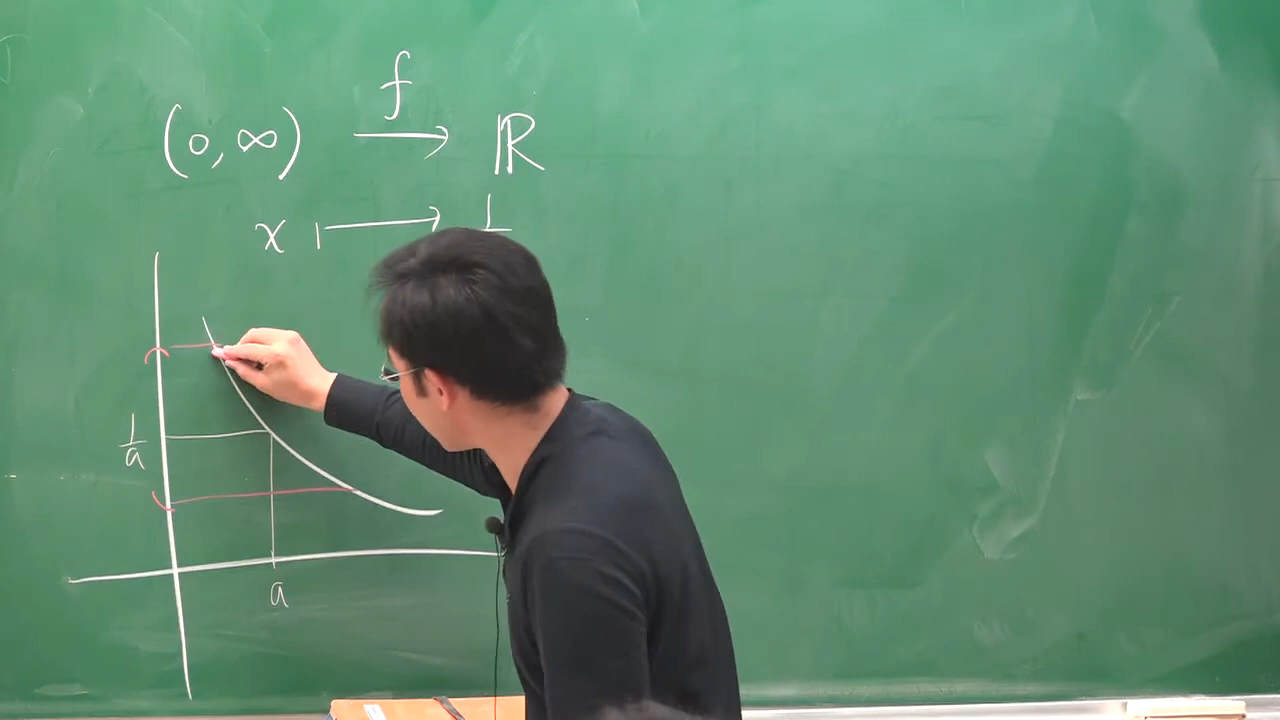 (0, ∞) f⟶ ℝ
x ⟼ 1
1/a
a